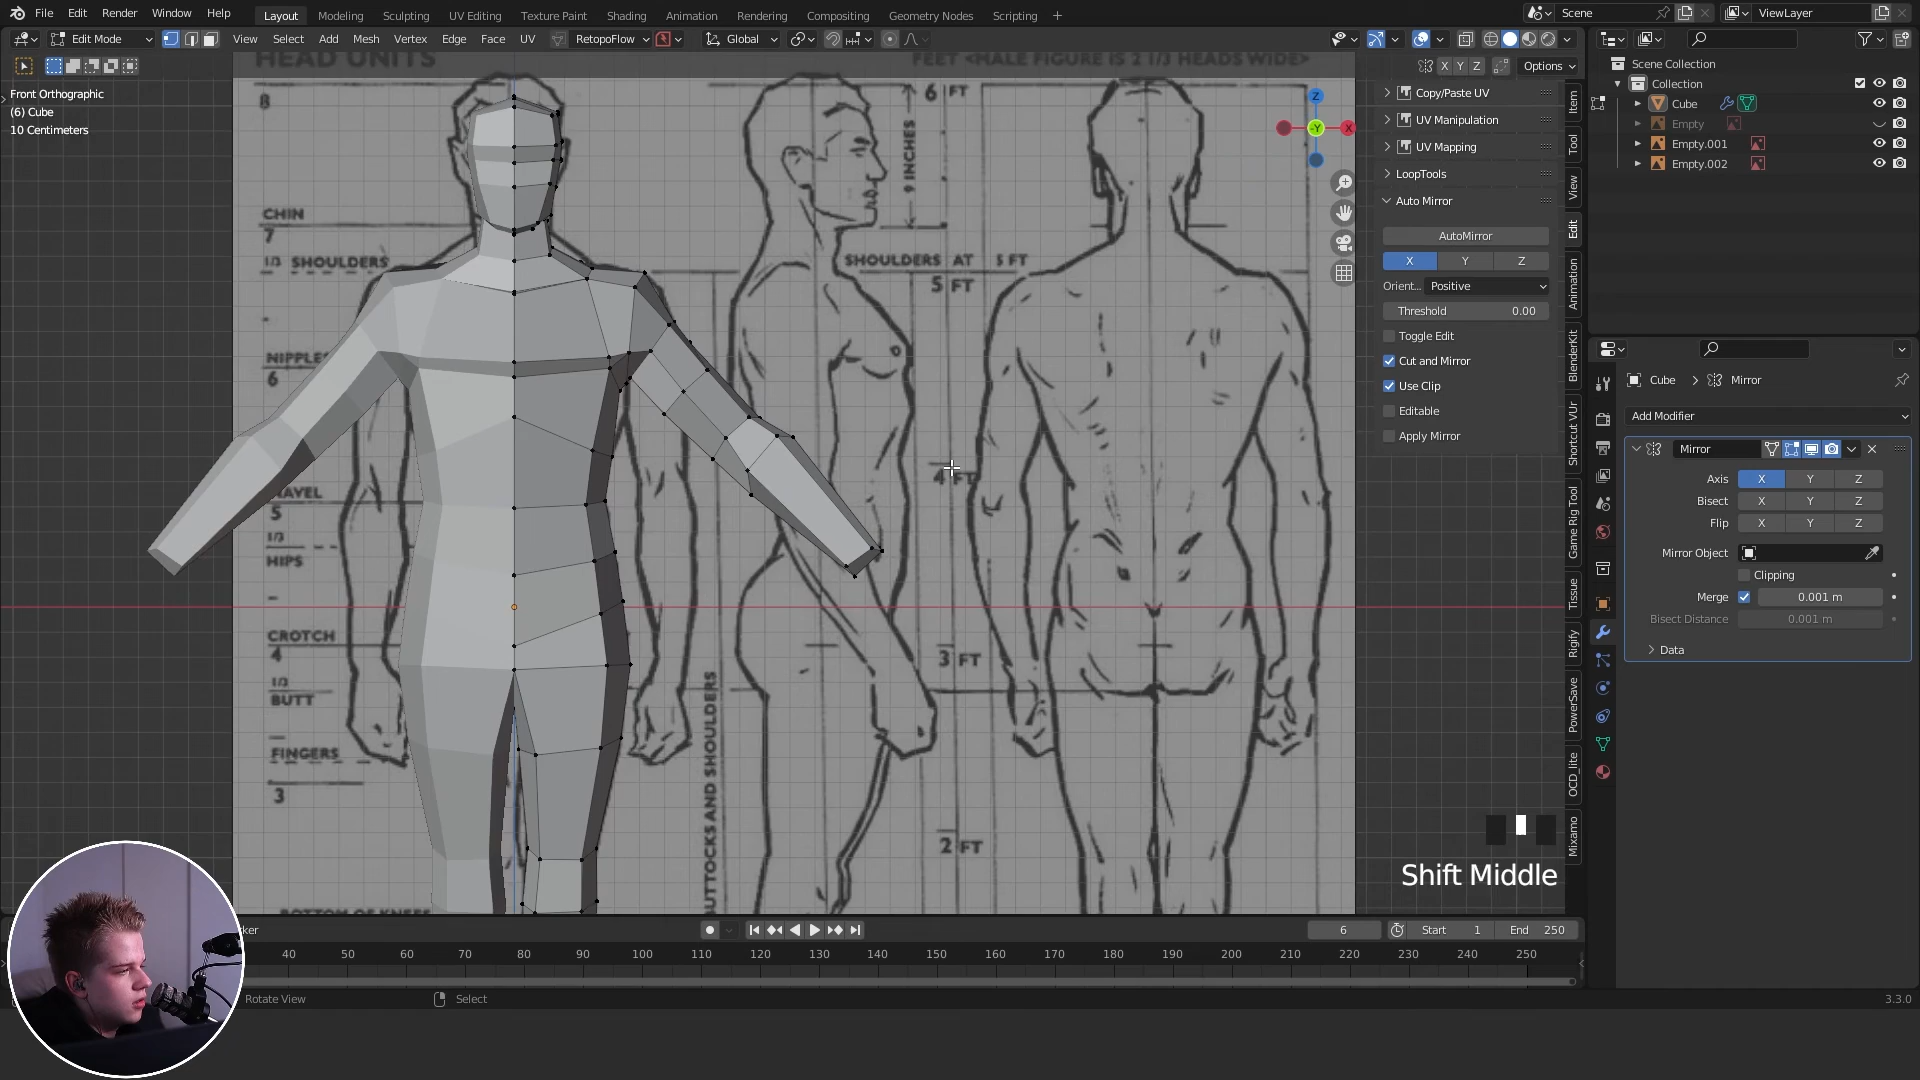 File Edit Render Window Help Layout Modeling Sculpting UV Editing Texture Paint Shading Animation Rendering Compositing Geometry Nodes Scripting + Scene ViewLayer
Edit Mode View Select Add Mesh Vertex Edge Face UV RetopoFlow Global
X Y Z Options
Scene Collection
Collection
Cube
Empty
Empty.001
Empty.002
Front Orthographic
(6) Cube
10 Centimeters
HEAD UNITS
FEET <MALE FIGURE IS 2 1/3 HEADS WIDE>
8
6 FT
9 INCHES
CHIN
7
1/3 SHOULDERS
SHOULDERS AT 5 FT
5 FT
NIPPLES
6
4 FT
5
1/3
HIPS
CROTCH
4
3 FT
1/3
BUTT
FINGERS
3
BUTTOCKS AND SHOULDERS
2 FT
Z
-Y
X
Copy/Paste UV
UV Manipulation
UV Mapping
LoopTools
Auto Mirror
AutoMirror
X Y Z
Orient... Positive
Threshold 0.00
Toggle Edit
Cut and Mirror
Use Clip
Editable
Apply Mirror
Item
Tool
View
Edit
Animation
BlenderKit
Shortcut VUr
Game Rig Tool
Tissue
Rigify
PowerSave
OCD_lite
Mixamo
Cube Mirror
Add Modifier
Mirror
Axis X Y Z
Bisect X Y Z
Flip X Y Z
Mirror Object
Clipping
Merge 0.001 m
Bisect Distance 0.001 m
Data
Shift Middle
6 Start 1 End 250
40 50 60 70 80 90 100 110 120 130 140 150 160 170 180 190 200 210 220 230 240 250
Rotate View Select 3.3.0